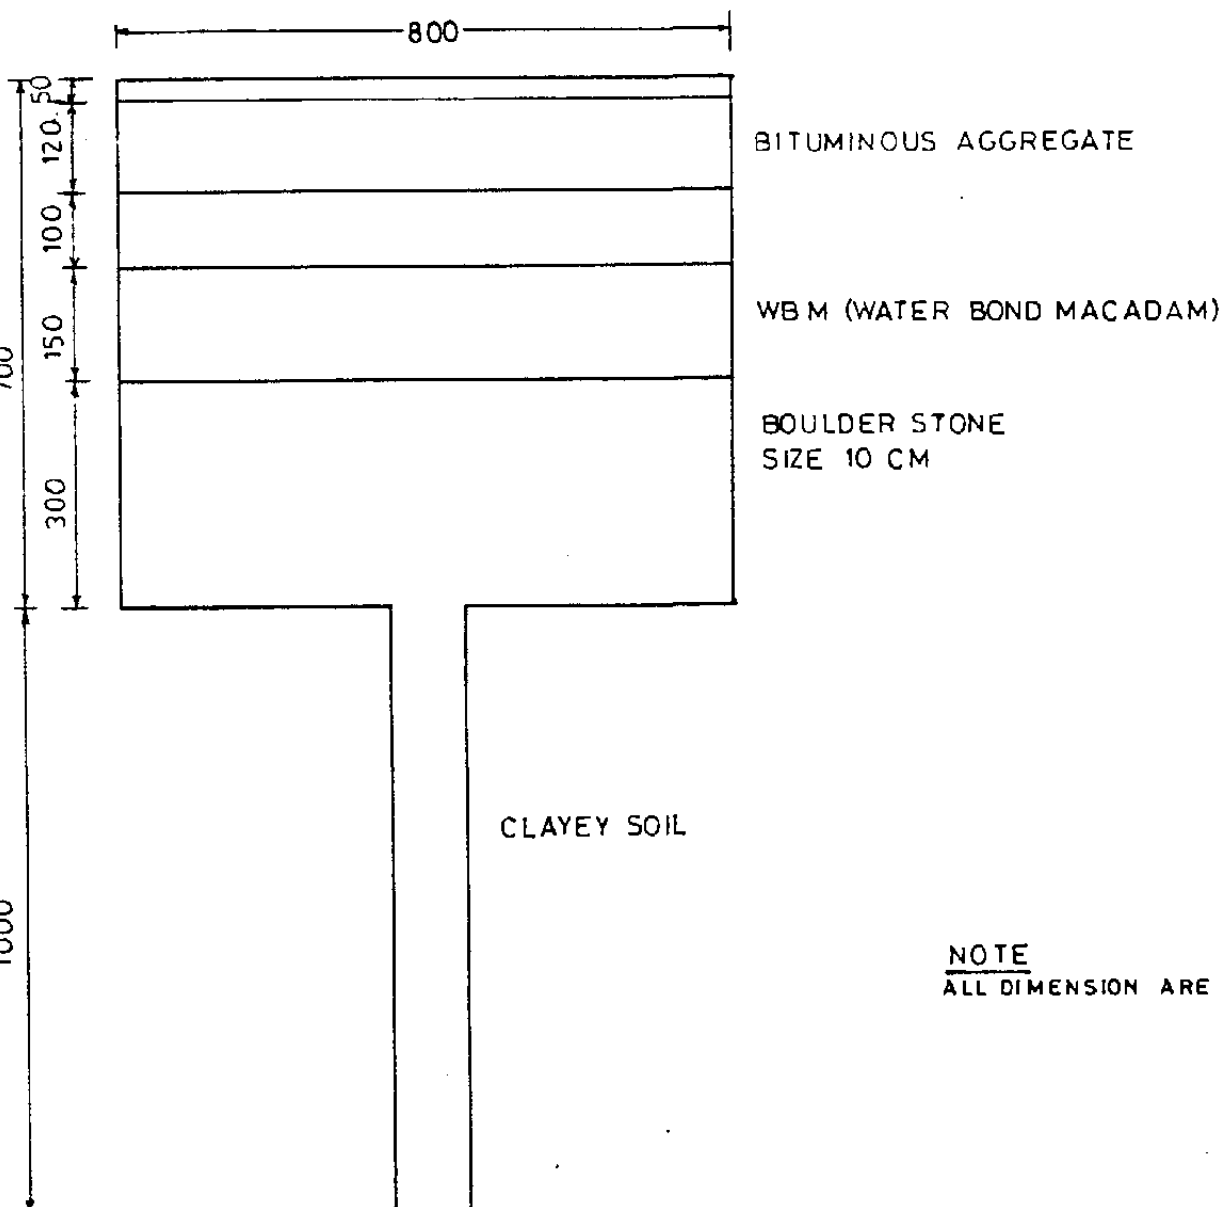 800
50
120
BITUMINOUS AGGREGATE
100
150
WBM (WATER BOND MACADAM)
300
BOULDER STONE
SIZE 10 CM
CLAYEY SOIL
NOTE
ALL DIMENSION ARE